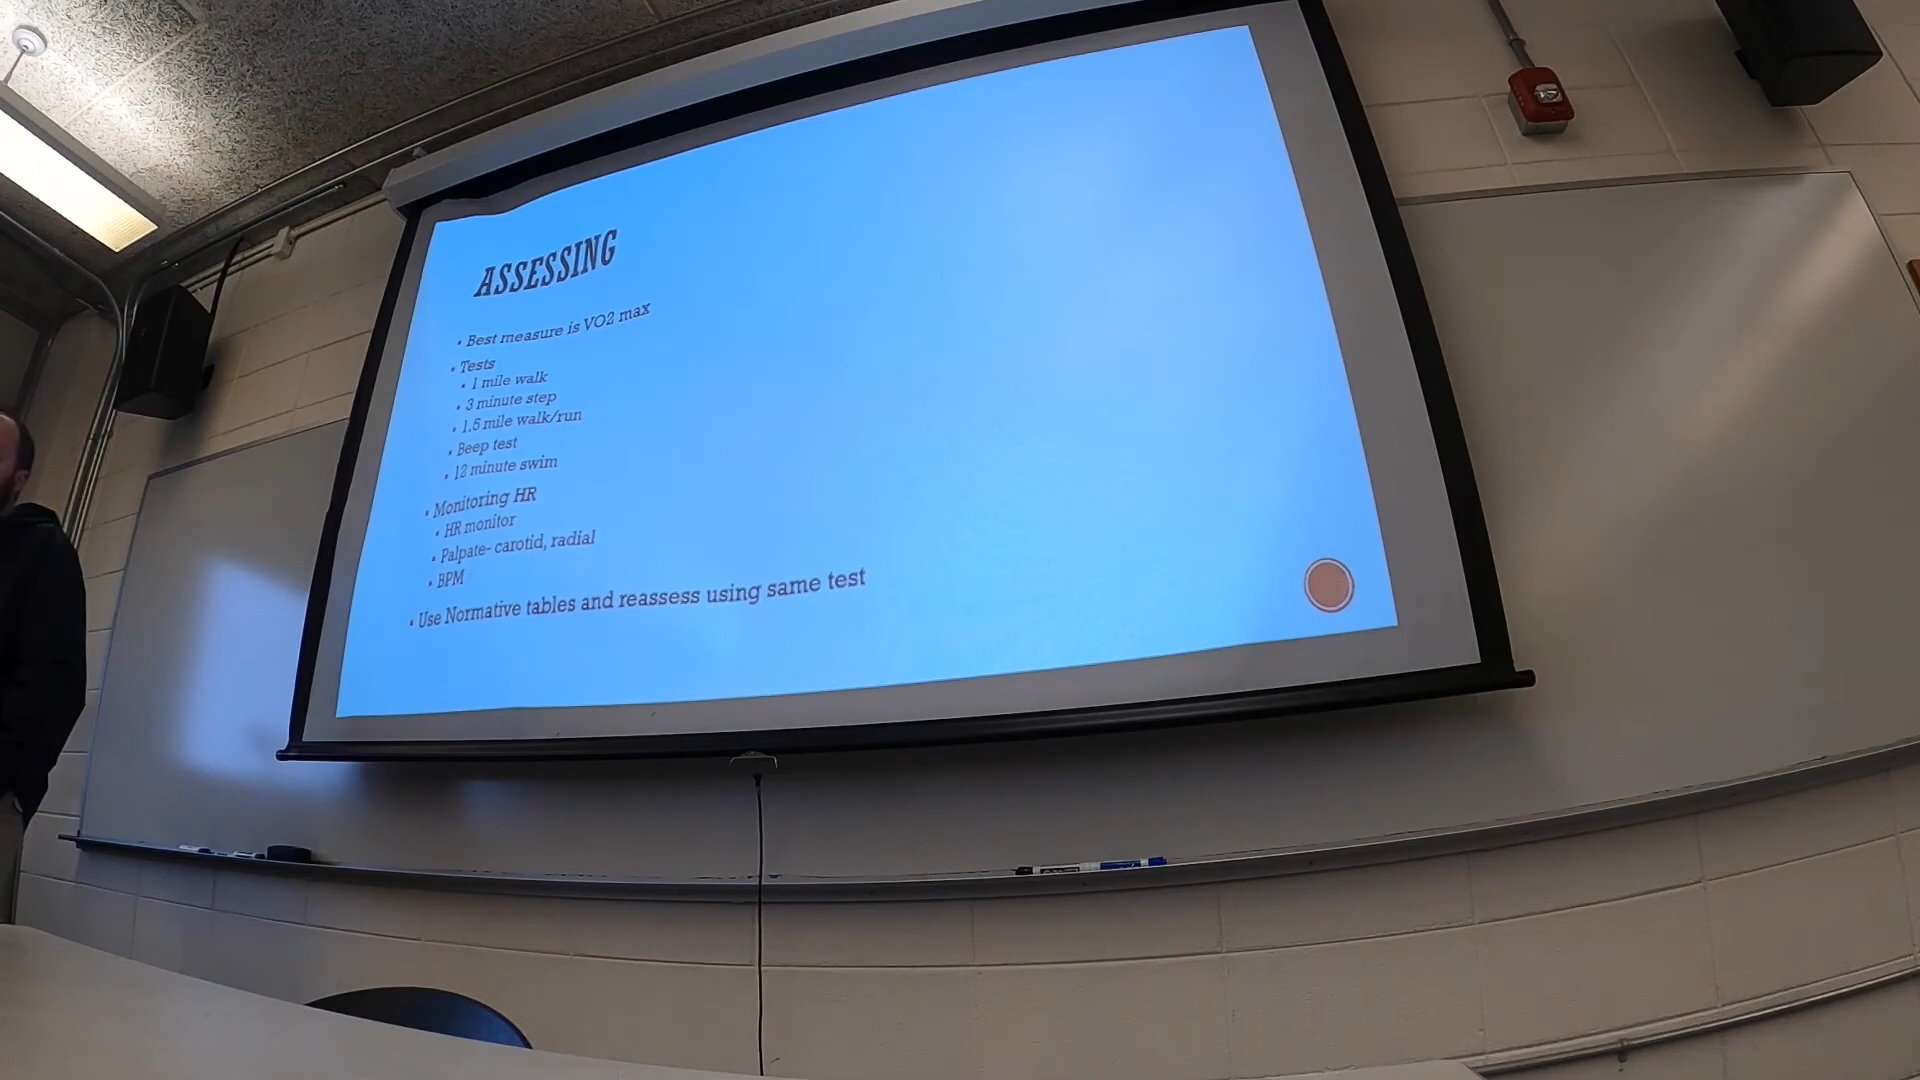 ASSESSING
Best measure is VO2 max
Tests
1 mile walk
3 minute step
1.5 mile walk/run
Beep test
12 minute swim
Monitoring HR
HR monitor
Palpate- carotid, radial
BPM
Use Normative tables and reassess using same test